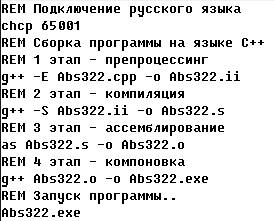 REM Подключение русского языка
chcp 65001
REM Сборка программы на языке C++
REM 1 этап - препроцессинг
g++ -E Abs322.cpp -o Abs322.ii
REM 2 этап - компиляция
g++ -S Abs322.ii -o Abs322.s
REM 3 этап - ассемблирование
as Abs322.s -o Abs322.o
REM 4 этап - компоновка
g++ Abs322.o -o Abs322.exe
REM Запуск программы..
Abs322.exe